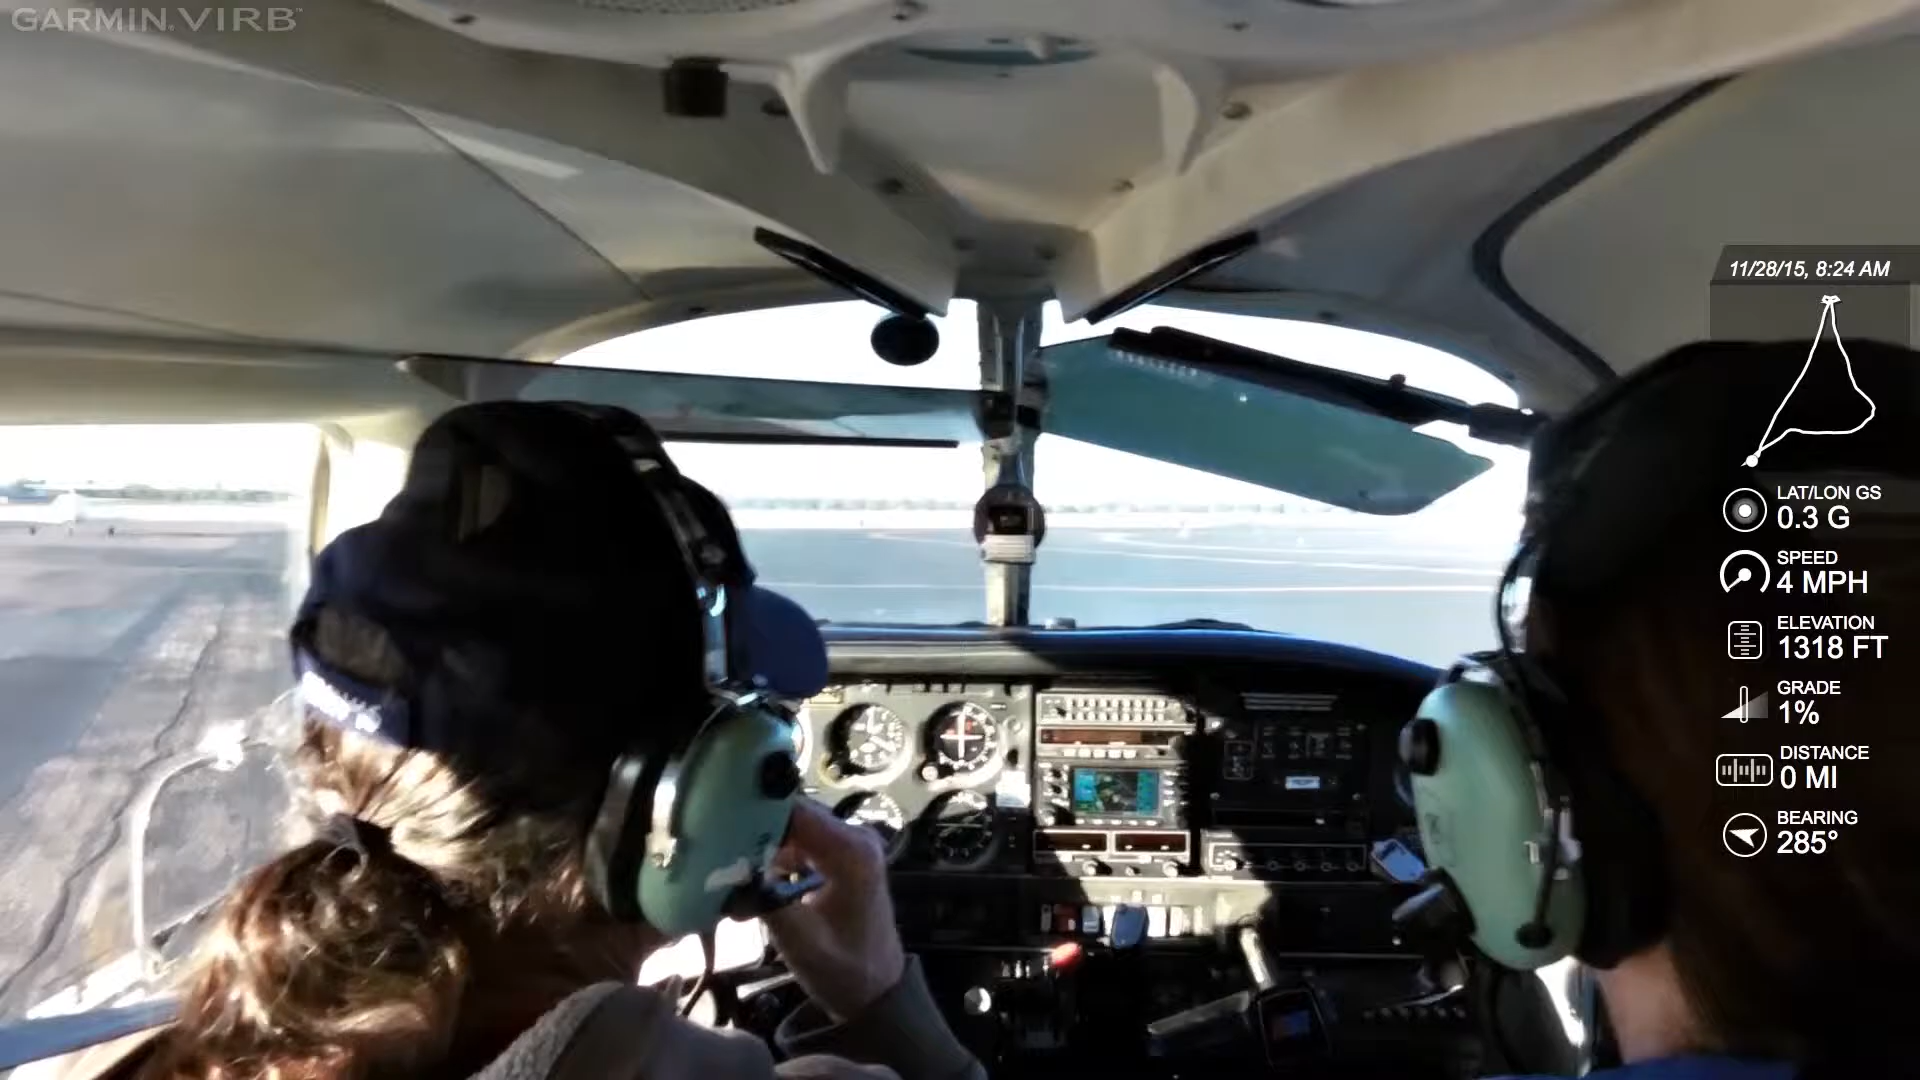 GARMIN VIRB™
11/28/15, 8:24 AM
LAT/LON GS
0.3 G
SPEED
4 MPH
ELEVATION
1318 FT
GRADE
1%
DISTANCE
0 MI
BEARING
285°